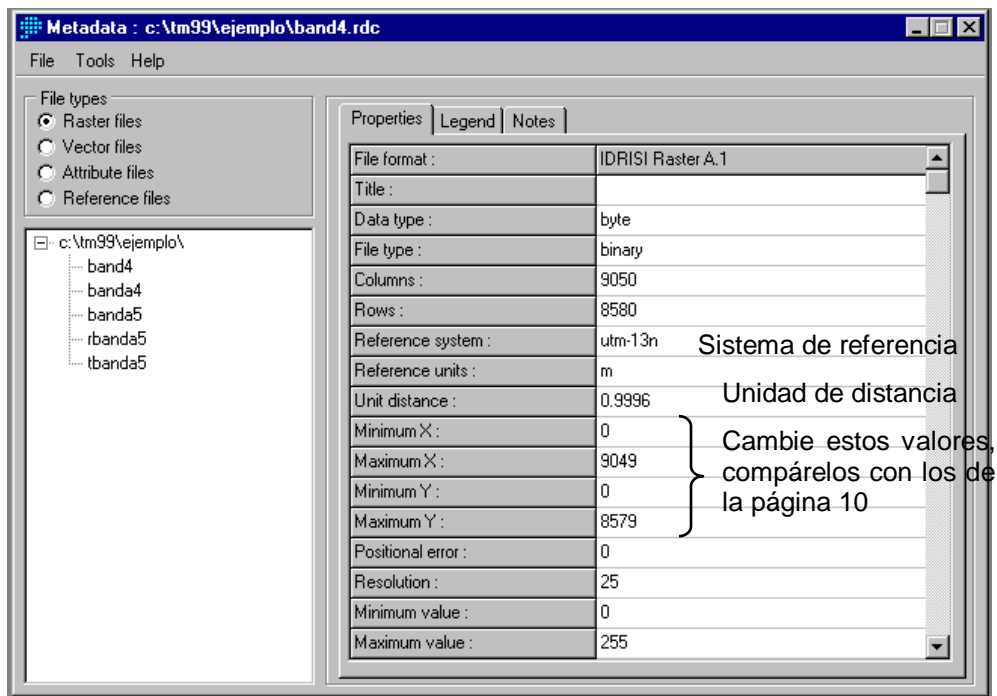 Metadata : c:\tm99\ejemplo\band4.rdc
File Tools Help
File types
Raster files
Vector files
Attribute files
Reference files
c:\tm99\ejemplo\
band4
banda4
banda5
rbanda5
tbanda5
Properties Legend Notes
File format : IDRISI Raster A.1
Title :
Data type : byte
File type : binary
Columns : 9050
Rows : 8580
Reference system : utm-13n Sistema de referencia
Reference units : m
Unit distance : 0.9996 Unidad de distancia
Minimum X : 0
Maximum X : 9049
Minimum Y : 0
Maximum Y : 8579
Cambie estos valores,
compárelos con los de
la página 10
Positional error : 0
Resolution : 25
Minimum value : 0
Maximum value : 255